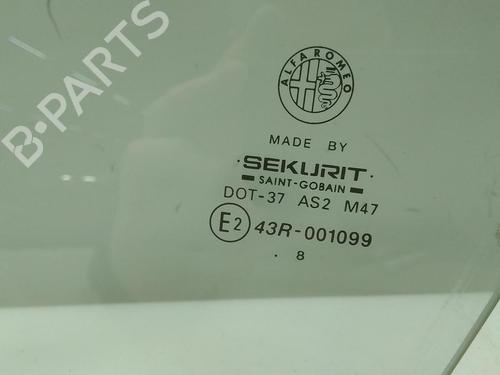 B-PARTS
ALFA ROMEO
MADE BY
·SEKURIT·
SAINT-GOBAIN
DOT-37 AS2 M47
E2 43R-001099
. 8